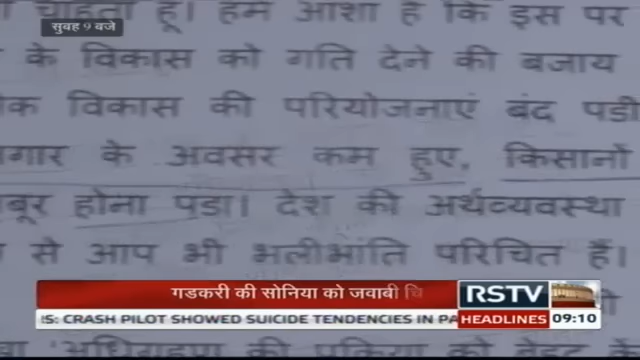 चाहता हूं। हमें आशा है कि इस पर
सुबह 9 बजे
के विकास को गति देने की बजाय
विकास की परियोजनाएं बंद पडी
के अवसर कम हुए, किसानों
होना पडा। देश की अर्थव्यवस्था
से आप भी भलीभांति परिचित हैं।
गडकरी की सोनिया को जवाबी
RSTV
HEADLINES
: CRASH PILOT SHOWED SUICIDE TENDENCIES IN PA
09:10